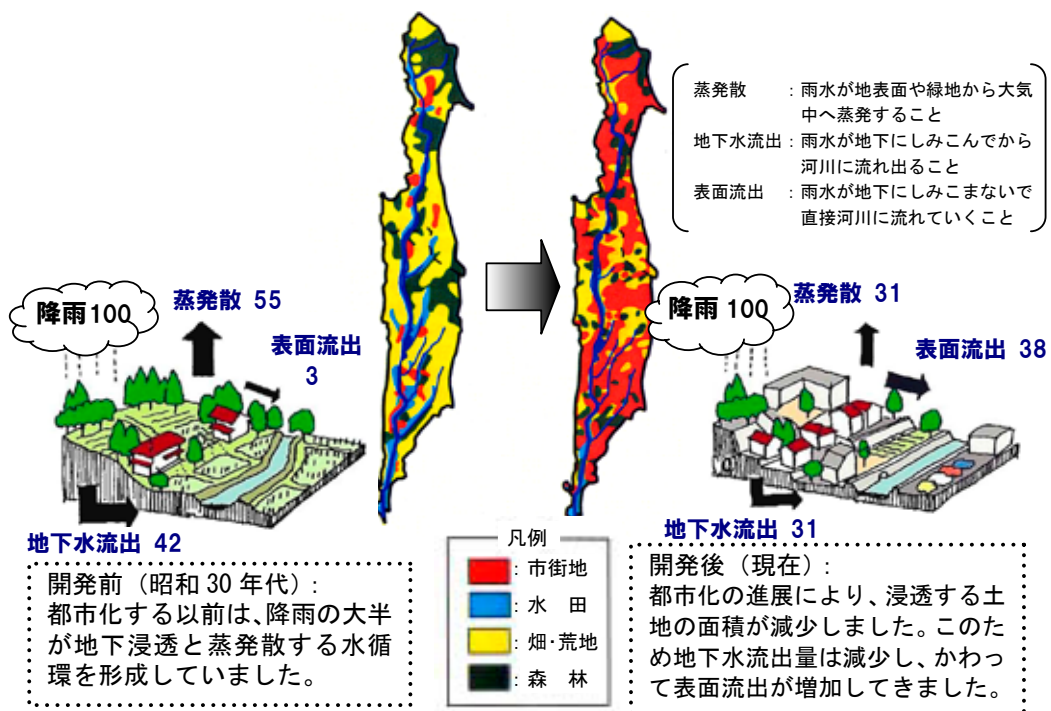 蒸発散　：雨水が地表面や緑地から大気
中へ蒸発すること
地下水流出：雨水が地下にしみこんでから
河川に流れ出ること
表面流出　：雨水が地下にしみこまないで
直接河川に流れていくこと
降雨100
蒸発散 55
表面流出
3
地下水流出 42
降雨 100
蒸発散 31
表面流出 38
地下水流出 31
開発前（昭和 30 年代）:
都市化する以前は、降雨の大半
が地下浸透と蒸発散する水循
環を形成していました。
凡例
：市街地
：水　田
：畑・荒地
：森　林
開発後（現在）:
都市化の進展により、浸透する土
地の面積が減少しました。このた
め地下水流出量は減少し、かわっ
て表面流出が増加してきました。